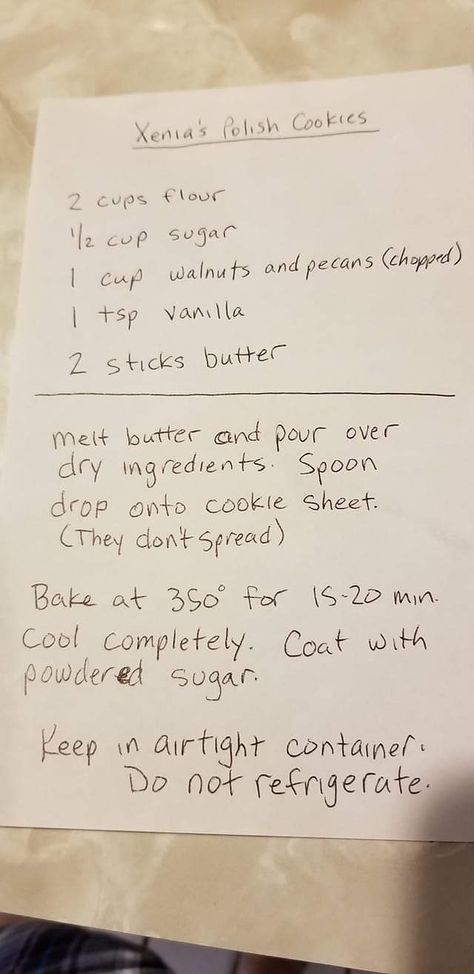 Xenia's Polish Cookies
2 cups flour
1/2 cup sugar
1 cup walnuts and pecans (chopped)
1 tsp vanilla
2 sticks butter
melt butter and pour over
dry ingredients. Spoon
drop onto cookie sheet.
(They don't spread)
Bake at 350° for 15-20 min.
Cool completely. Coat with
powdered sugar.
Keep in airtight container.
Do not refrigerate.